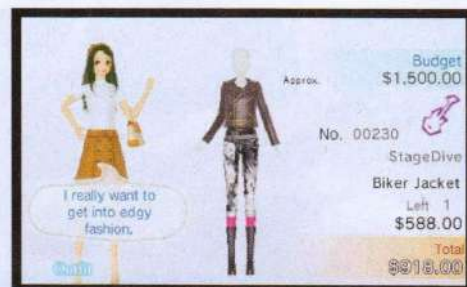 Budget
Approx. $1,500.00
No. 00230
StageDive
Biker Jacket
Left 1
$588.00
Total
$918.00
I really want to
get into edgy
fashion.
Outfit